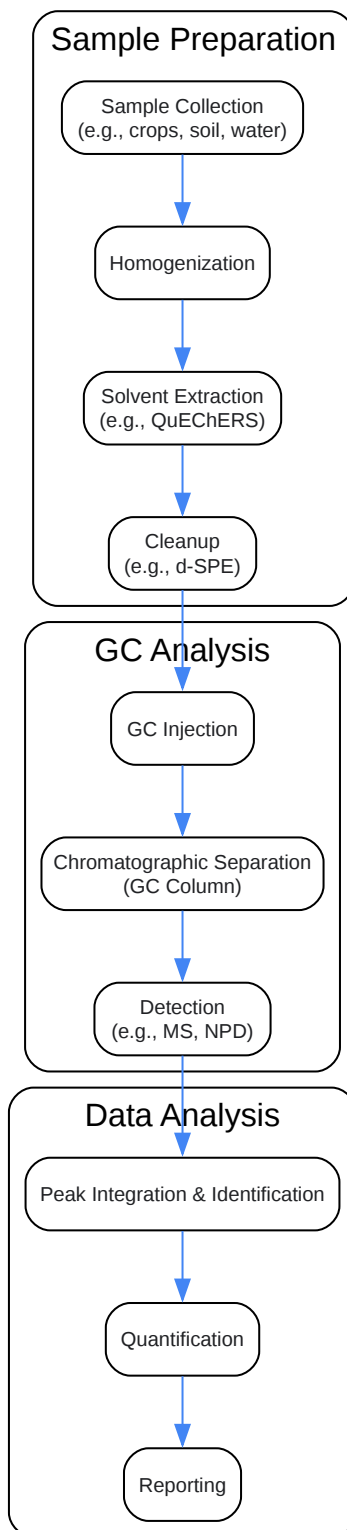 Sample Preparation
Sample Collection
(e.g., crops, soil, water)
Homogenization
Solvent Extraction
(e.g., QuEChERS)
Cleanup
(e.g., d-SPE)
GC Analysis
GC Injection
Chromatographic Separation
(GC Column)
Detection
(e.g., MS, NPD)
Data Analysis
Peak Integration & Identification
Quantification
Reporting